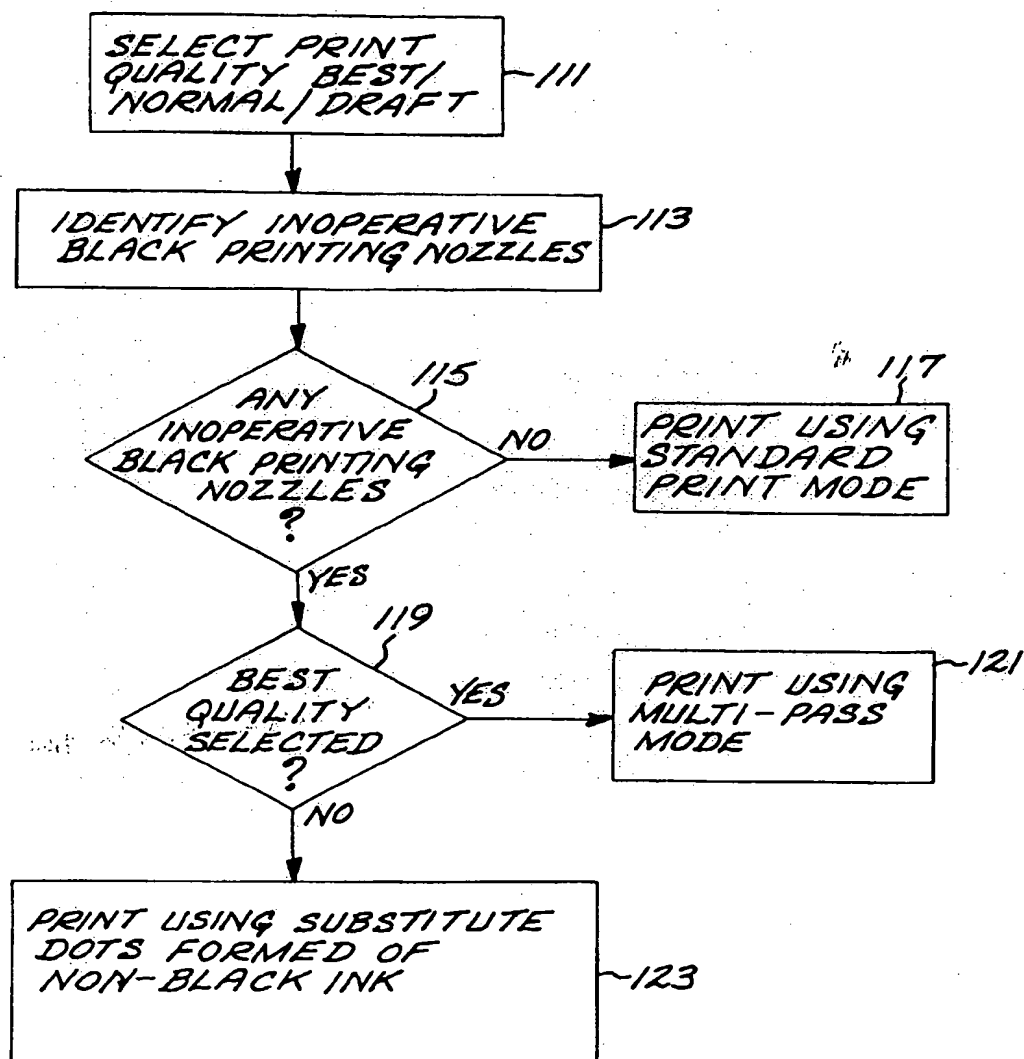 SELECT PRINT
QUALITY BEST/
NORMAL/DRAFT
111
IDENTIFY INOPERATIVE
BLACK PRINTING NOZZLES
113
115
ANY
INOPERATIVE
BLACK PRINTING
NOZZLES
?
NO
117
PRINT USING
STANDARD
PRINT MODE
YES
119
BEST
QUALITY
SELECTED
?
YES
121
PRINT USING
MULTI-PASS
MODE
NO
PRINT USING SUBSTITUTE
DOTS FORMED OF
NON-BLACK INK
123